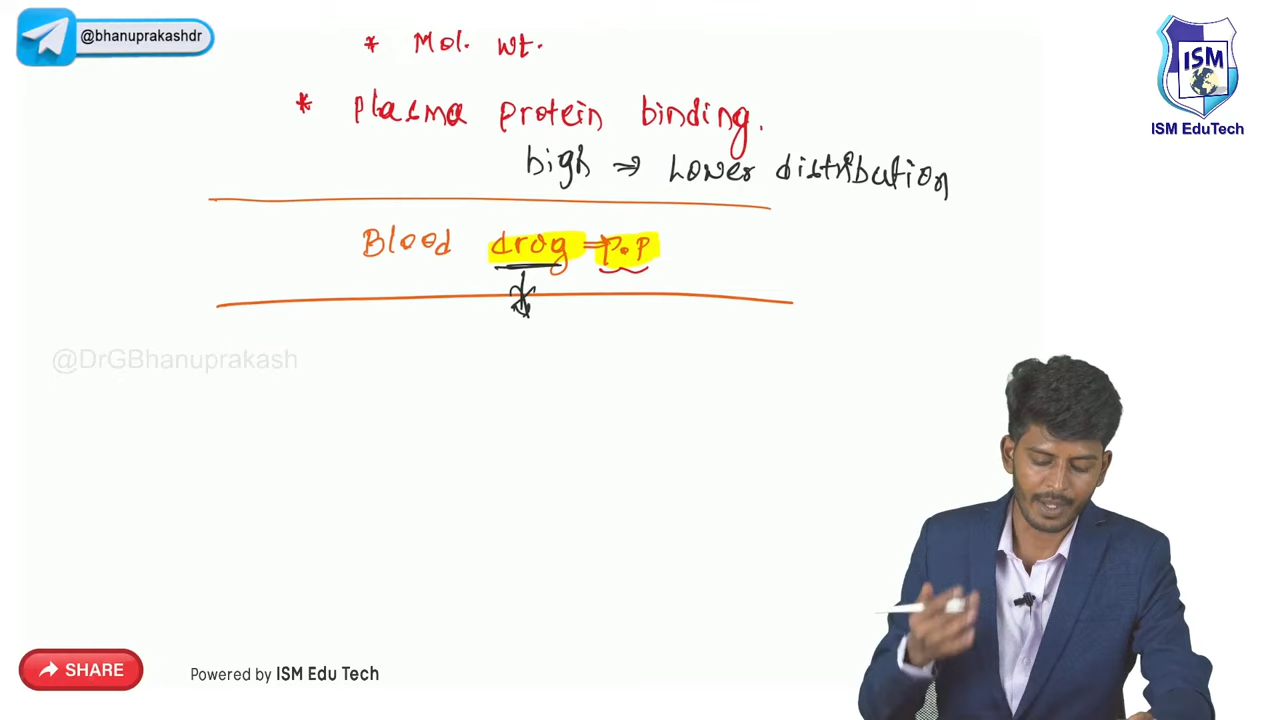 @bhanuprakashdr
* Mol. wt.
ISM
* plasma protein binding.
ISM EduTech
high ⇒ Lower distribution
Blood drug ⇒ p.p
@DrGBhanuprakash
SHARE
Powered by ISM Edu Tech